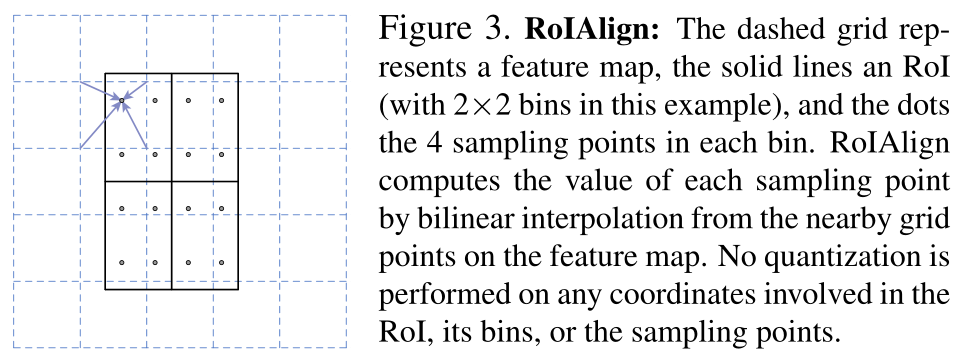 Figure 3. RoIAlign: The dashed grid rep-
resents a feature map, the solid lines an RoI
(with 2×2 bins in this example), and the dots
the 4 sampling points in each bin. RoIAlign
computes the value of each sampling point
by bilinear interpolation from the nearby grid
points on the feature map. No quantization is
performed on any coordinates involved in the
RoI, its bins, or the sampling points.